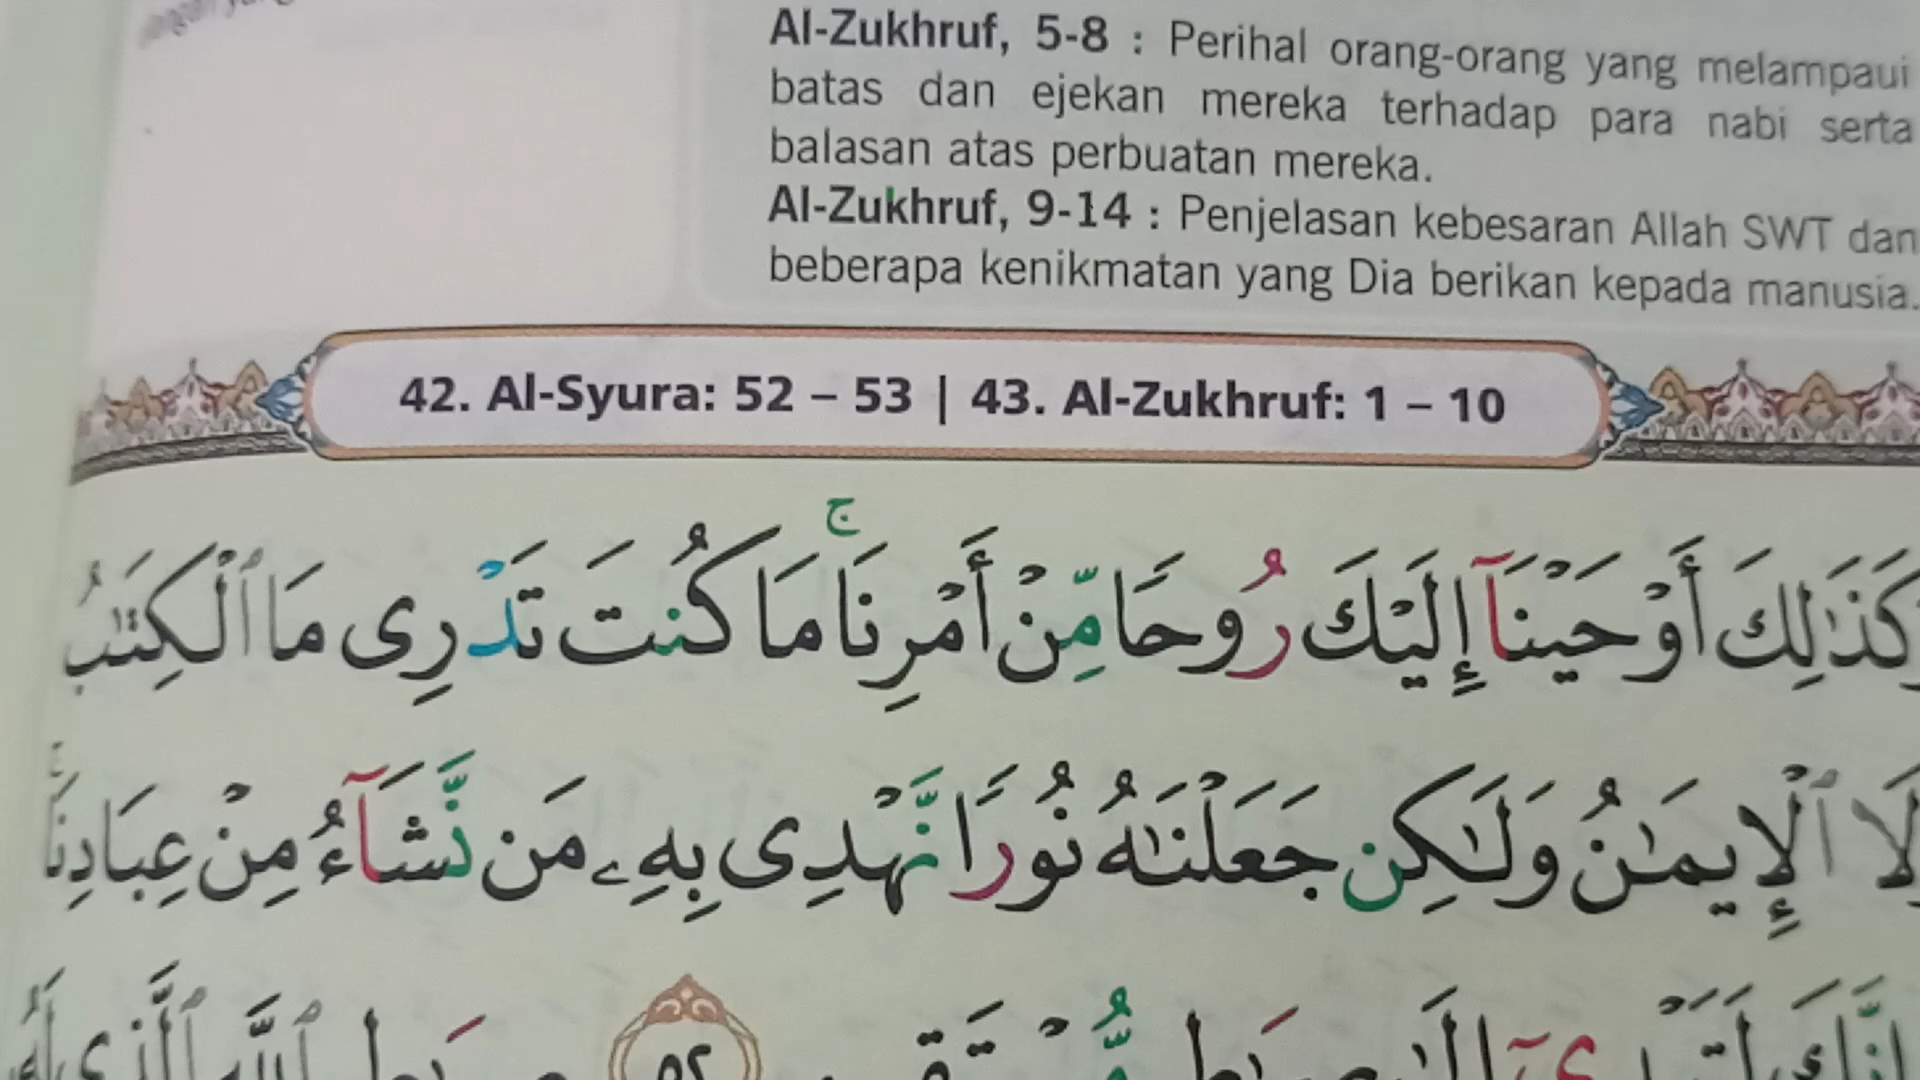 Al-Zukhruf, 5-8 : Perihal orang-orang yang melampaui
batas dan ejekan mereka terhadap para nabi serta
balasan atas perbuatan mereka.
Al-Zukhruf, 9-14 : Penjelasan kebesaran Allah SWT dan
beberapa kenikmatan yang Dia berikan kepada manusia.
42. Al-Syura: 52 – 53 | 43. Al-Zukhruf: 1 – 10
كَذَٰلِكَ أَوْحَيْنَآ إِلَيْكَ رُوحًا مِّنْ أَمْرِنَا ۚ مَا كُنتَ تَدْرِى مَا ٱلْكِتَٰبُ
لَا ٱلْإِيمَٰنُ وَلَٰكِن جَعَلْنَٰهُ نُورًا نَّهْدِى بِهِۦ مَن نَّشَآءُ مِنْ عِبَادِنَا ۚ